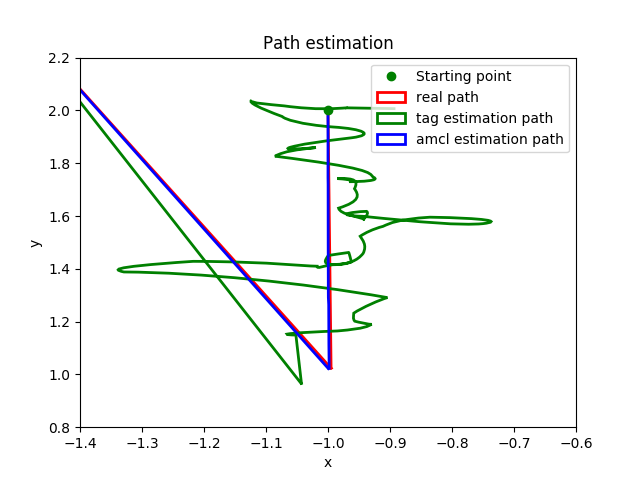 Path estimation
Starting point
real path
tag estimation path
amcl estimation path
y
2.2
2.0
1.8
1.6
1.4
1.2
1.0
0.8
−1.4 −1.3 −1.2 −1.1 −1.0 −0.9 −0.8 −0.7 −0.6
x